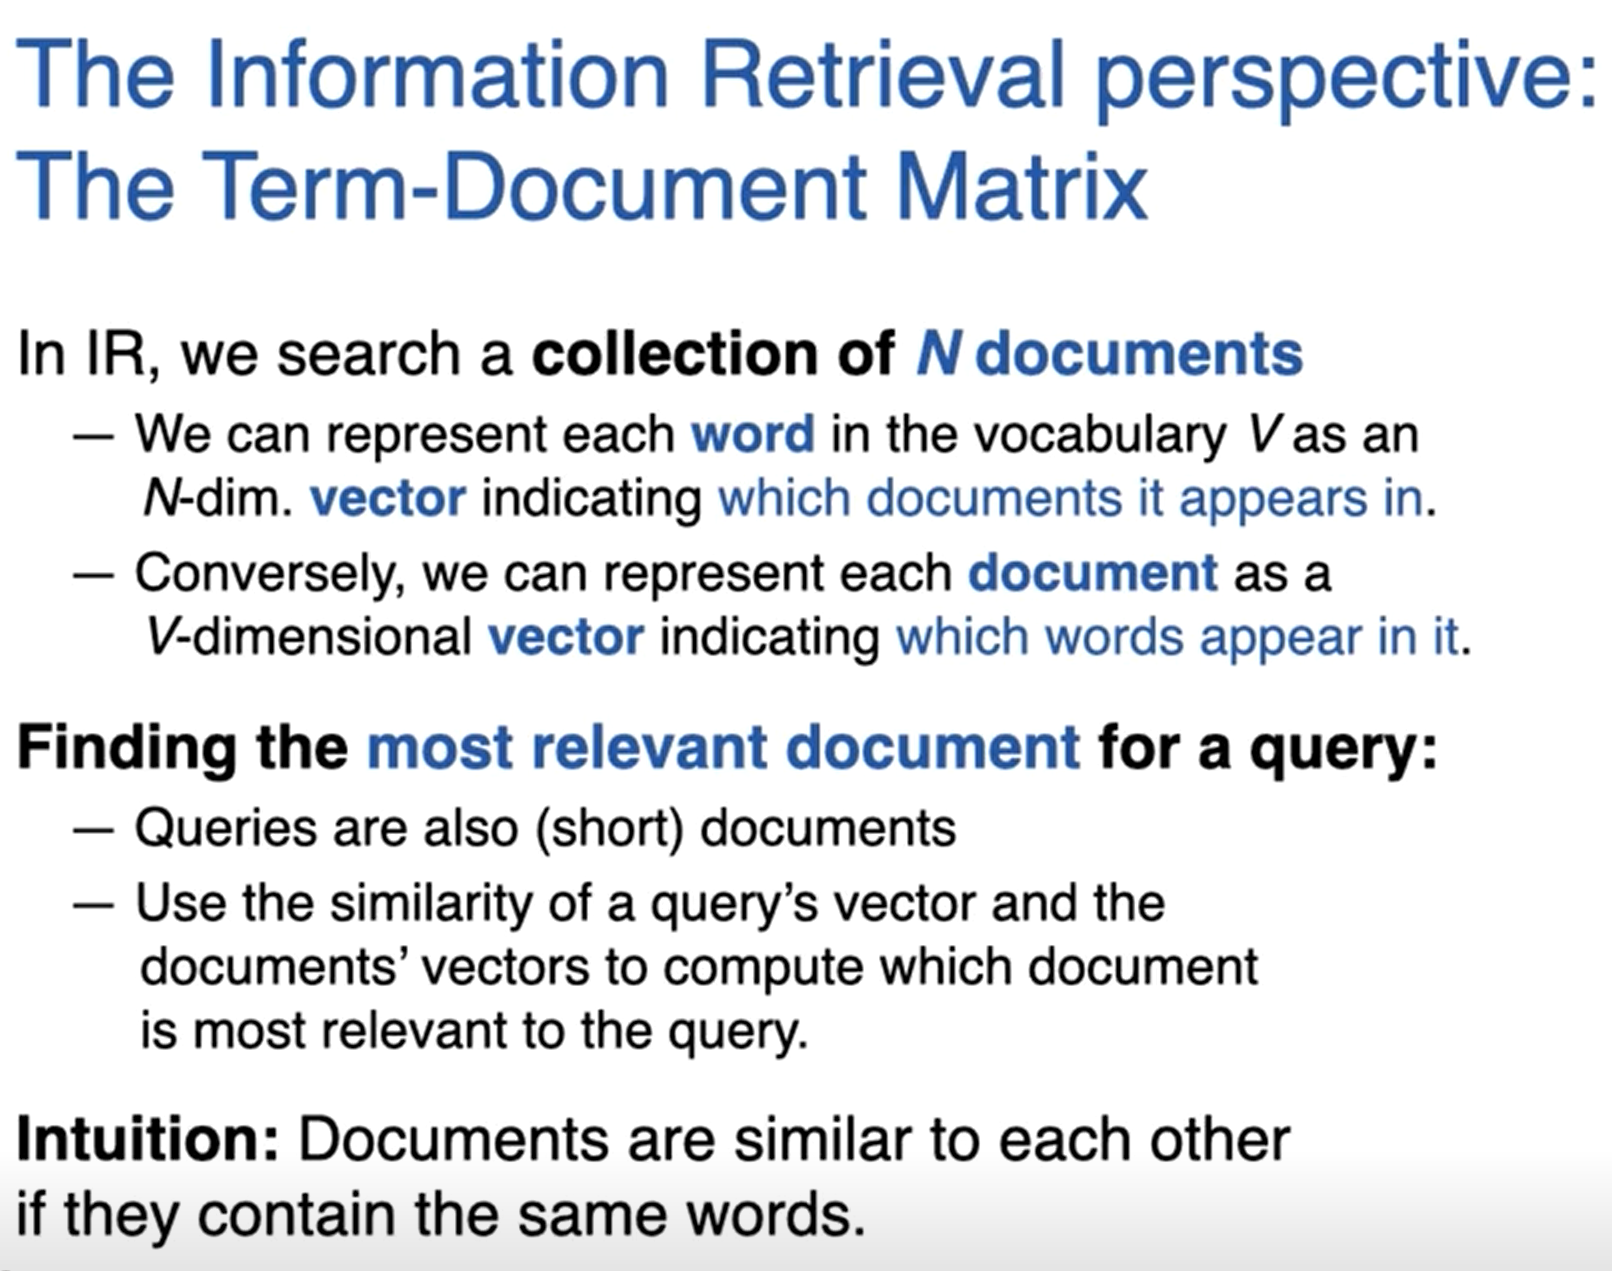 The Information Retrieval perspective:
The Term-Document Matrix
In IR, we search a collection of N documents
— We can represent each word in the vocabulary V as an
N-dim. vector indicating which documents it appears in.
— Conversely, we can represent each document as a
V-dimensional vector indicating which words appear in it.
Finding the most relevant document for a query:
— Queries are also (short) documents
— Use the similarity of a query’s vector and the
documents’ vectors to compute which document
is most relevant to the query.
Intuition: Documents are similar to each other
if they contain the same words.